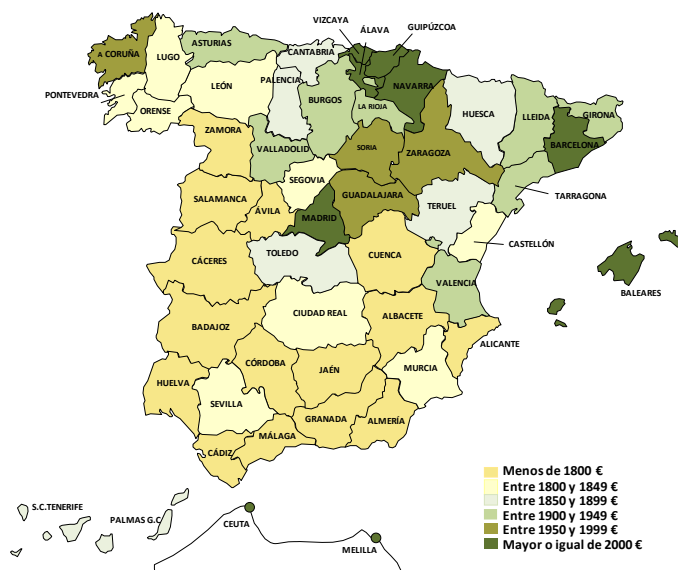 VIZCAYA
GUIPÚZCOA
ÁLAVA
A CORUÑA
LUGO
ASTURIAS
CANTABRIA
PONTEVEDRA
ORENSE
LEÓN
PALENCIA
BURGOS
LA RIOJA
NAVARRA
HUESCA
LLEIDA
GIRONA
BARCELONA
ZAMORA
VALLADOLID
SORIA
ZARAGOZA
SEGOVIA
TARRAGONA
SALAMANCA
ÁVILA
MADRID
GUADALAJARA
TERUEL
CASTELLÓN
CÁCERES
TOLEDO
CUENCA
VALENCIA
BALEARES
BADAJOZ
CIUDAD REAL
ALBACETE
ALICANTE
HUELVA
CÓRDOBA
JAÉN
MURCIA
SEVILLA
GRANADA
ALMERÍA
MÁLAGA
CÁDIZ
S.C.TENERIFE
PALMAS G.C
CEUTA
MELILLA
Menos de 1800 €
Entre 1800 y 1849 €
Entre 1850 y 1899 €
Entre 1900 y 1949 €
Entre 1950 y 1999 €
Mayor o igual de 2000 €